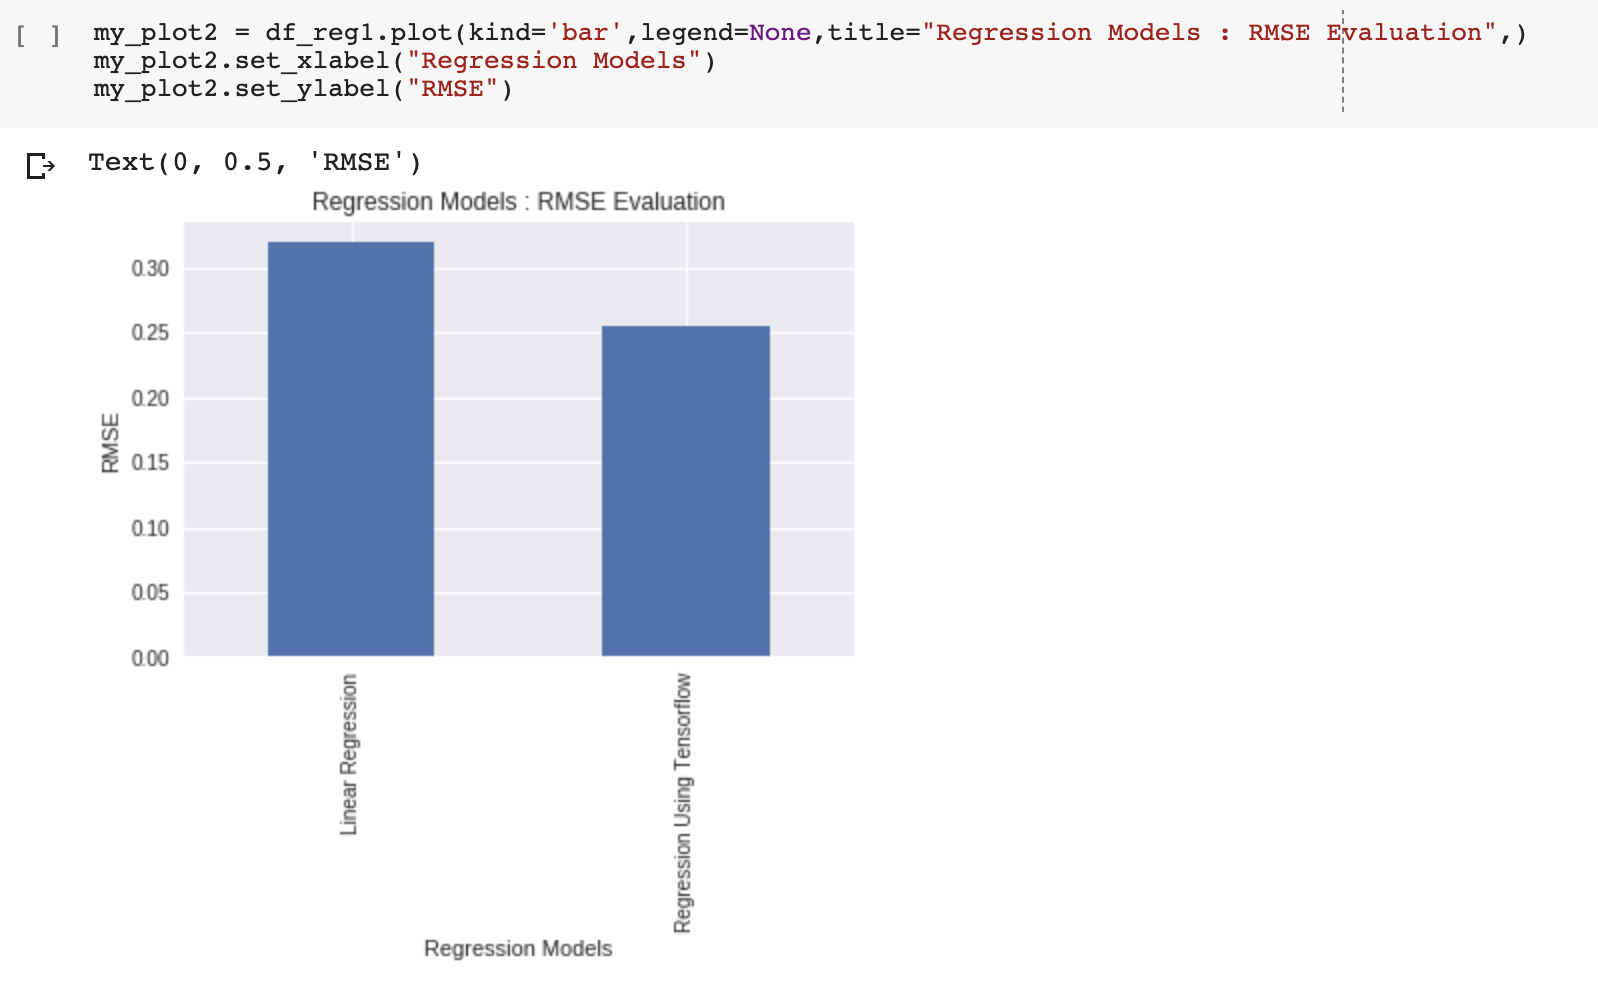 [ ] my_plot2 = df_reg1.plot(kind='bar',legend=None,title="Regression Models : RMSE Evaluation",)
my_plot2.set_xlabel("Regression Models")
my_plot2.set_ylabel("RMSE")
Text(0, 0.5, 'RMSE')
Regression Models : RMSE Evaluation
0.30
0.25
0.20
0.15
0.10
0.05
0.00
RMSE
Linear Regression
Regression Using Tensorflow
Regression Models